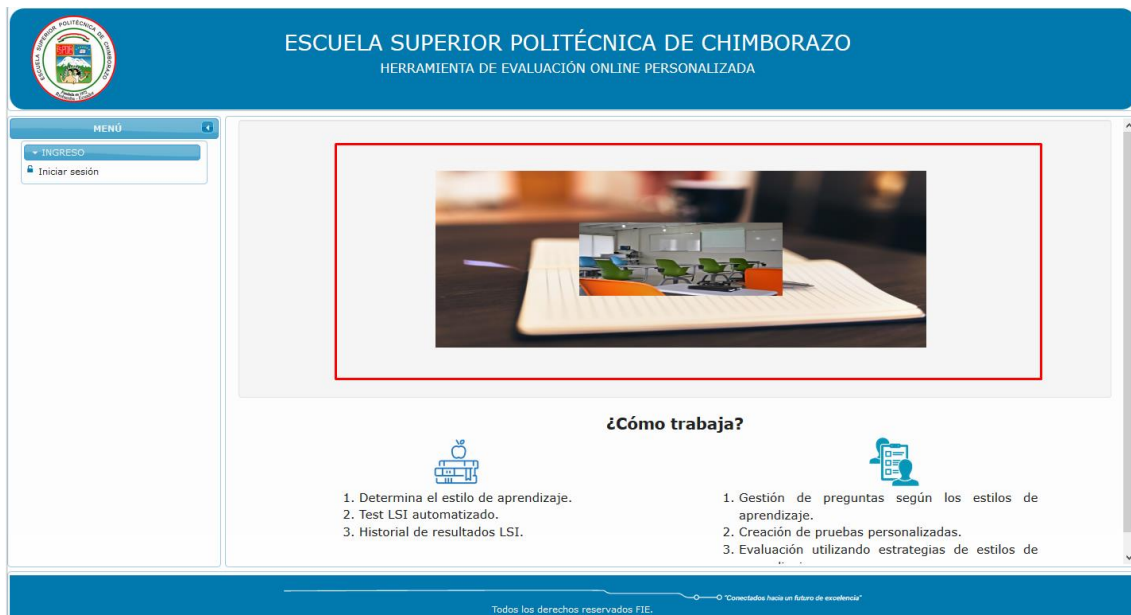 ESCUELA SUPERIOR POLITÉCNICA DE CHIMBORAZO
HERRAMIENTA DE EVALUACIÓN ONLINE PERSONALIZADA
MENÚ
INGRESO
Iniciar sesión
¿Cómo trabaja?
1. Determina el estilo de aprendizaje.
2. Test LSI automatizado.
3. Historial de resultados LSI.
1. Gestión de preguntas según los estilos de
aprendizaje.
2. Creación de pruebas personalizadas.
3. Evaluación utilizando estrategias de estilos de
"Conectados hacia un futuro de excelencia"
Todos los derechos reservados FIE.